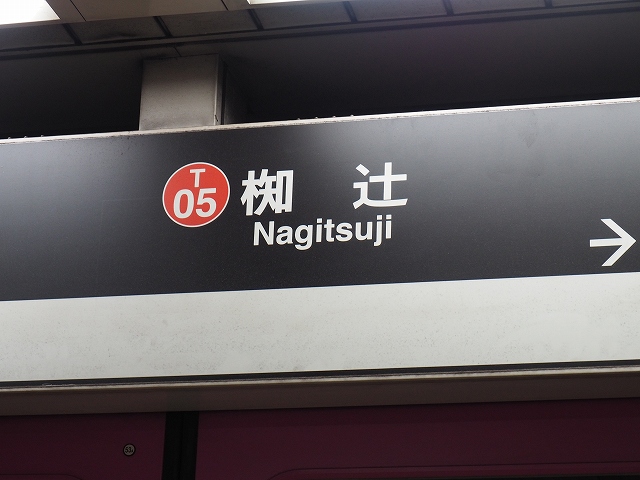 T
05
椥 辻
Nagitsuji
→